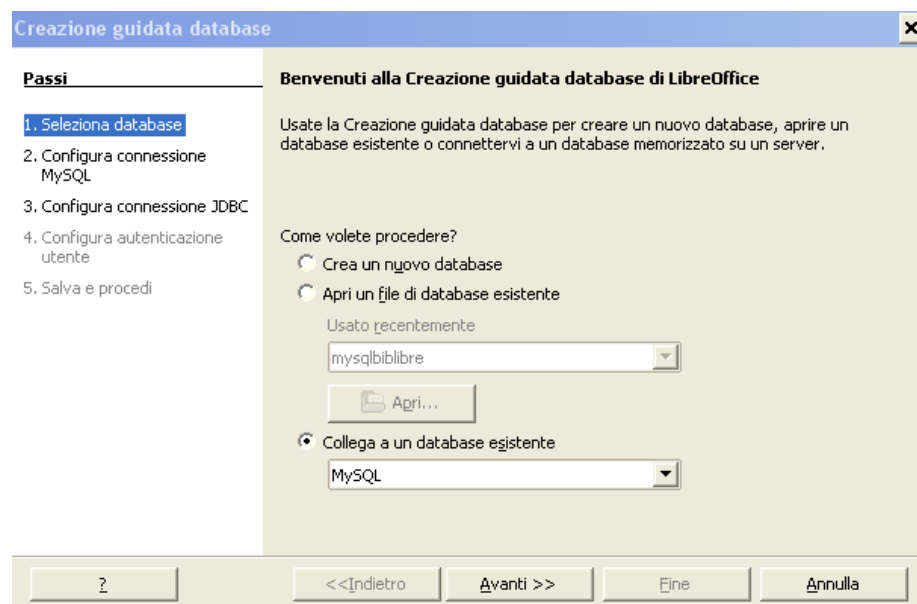 Creazione guidata database
Passi
1. Seleziona database
2. Configura connessione
MySQL
3. Configura connessione JDBC
4. Configura autenticazione
utente
5. Salva e procedi
Benvenuti alla Creazione guidata database di LibreOffice
Usate la Creazione guidata database per creare un nuovo database, aprire un
database esistente o connettervi a un database memorizzato su un server.
Come volete procedere?
Crea un nuovo database
Apri un file di database esistente
Usato recentemente
mysqlbiblibre
Apri...
Collega a un database esistente
MySQL
?
<<Indietro
Avanti >>
Fine
Annulla